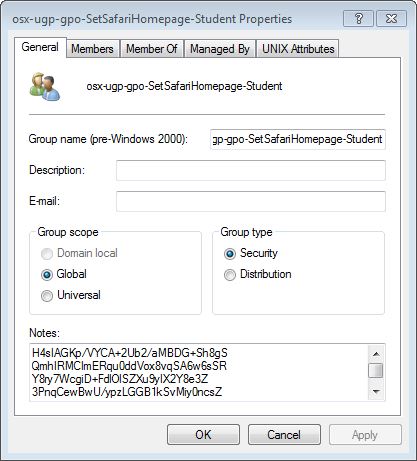 osx-ugp-gpo-SetSafariHomepage-Student Properties
General Members Member Of Managed By UNIX Attributes
osx-ugp-gpo-SetSafariHomepage-Student
Group name (pre-Windows 2000): gp-gpo-SetSafariHomepage-Student
Description:
E-mail:
Group scope
Domain local
Global
Universal
Group type
Security
Distribution
Notes:
H4sIAGKp/VYCA+2Ub2/aMBDG+Sh8gS
QmhIRMClmERqu0ddVox8vqSA6w6sSR
Y8ry7WcgiD+FdlOlSZXu9yIX2Y8e3Z
3PnqCewBwU/ypzLGGB1kSvMiy0ncsZ
OK Cancel Apply